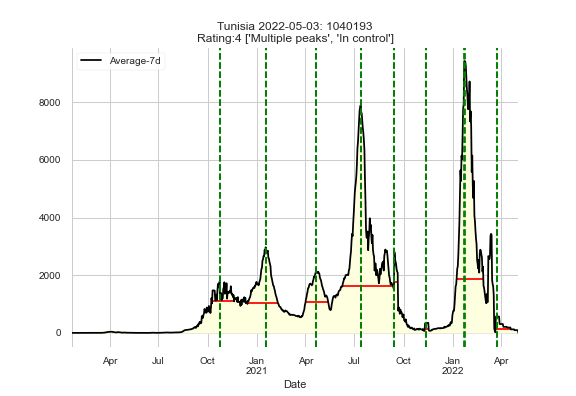 Tunisia 2022-05-03: 1040193
Rating:4 ['Multiple peaks', 'In control']
Average-7d
8000
6000
4000
2000
0
Apr Jul Oct Jan Apr Jul Oct Jan Apr
2021 2022
Date